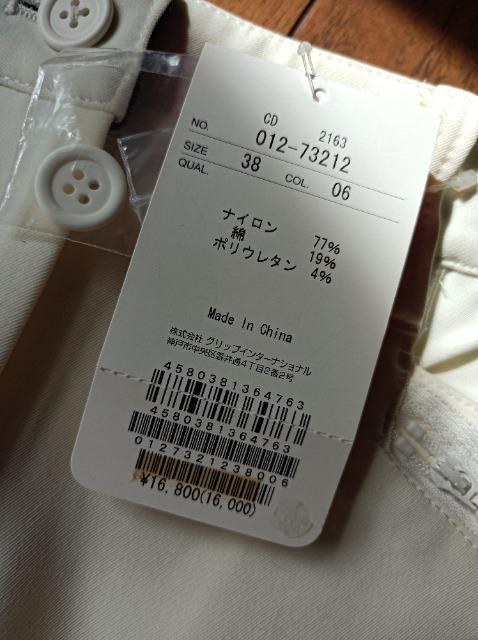 CD 2163
NO. 012-73212
SIZE 38 COL. 06
QUAL.
ナイロン 77%
綿 19%
ポリウレタン 4%
Made In China
株式会社 クリップインターナショナル
神戸市中央区磯上通4丁目2番2号
4580381364763
4580381364763
0127321238006
¥16,800(16,000)